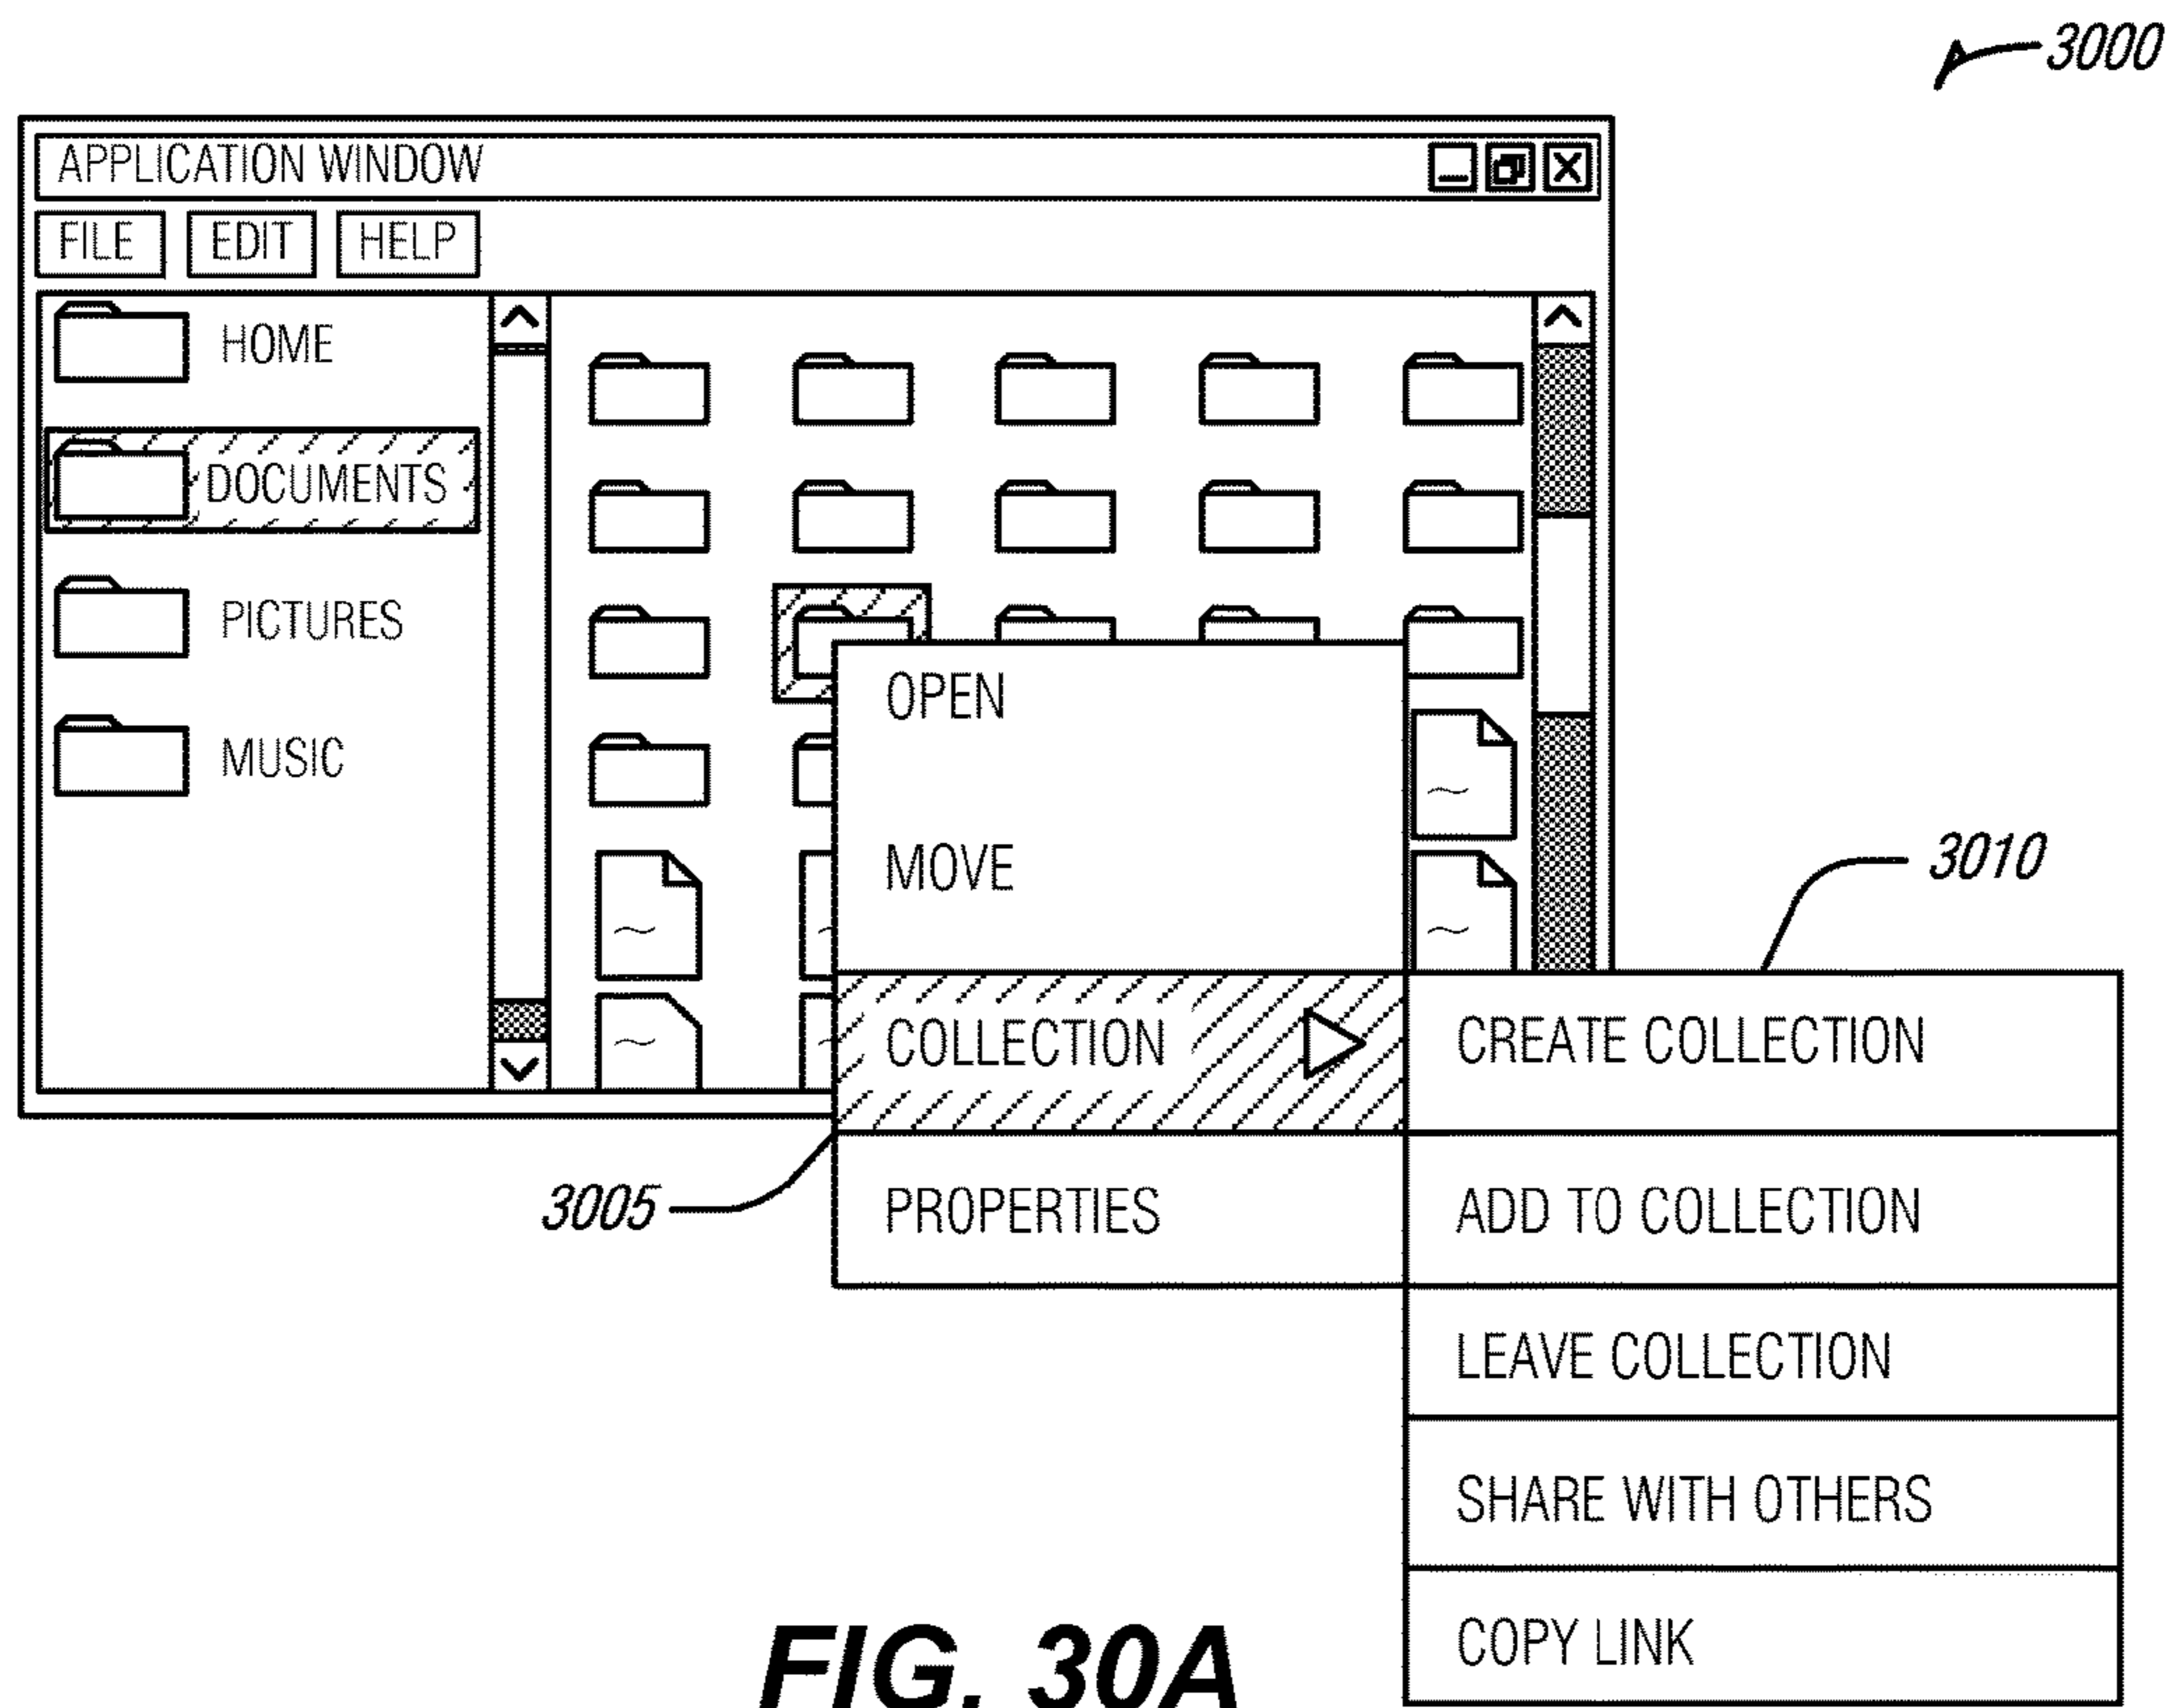 3000
APPLICATION WINDOW
FILE EDIT HELP
HOME
DOCUMENTS
PICTURES
MUSIC
OPEN
MOVE
3010
COLLECTION
CREATE COLLECTION
3005
PROPERTIES
ADD TO COLLECTION
LEAVE COLLECTION
SHARE WITH OTHERS
COPY LINK
FIG. 30A